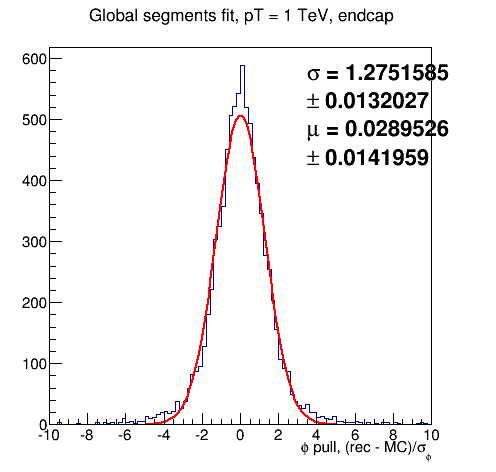 Global segments fit, pT = 1 TeV, endcap
σ = 1.2751585
± 0.0132027
μ = 0.0289526
± 0.0141959
600
500
400
300
200
100
0
-10 -8 -6 -4 -2 0 2 4 6 8 10
ϕ pull, (rec - MC)/σ_ϕ